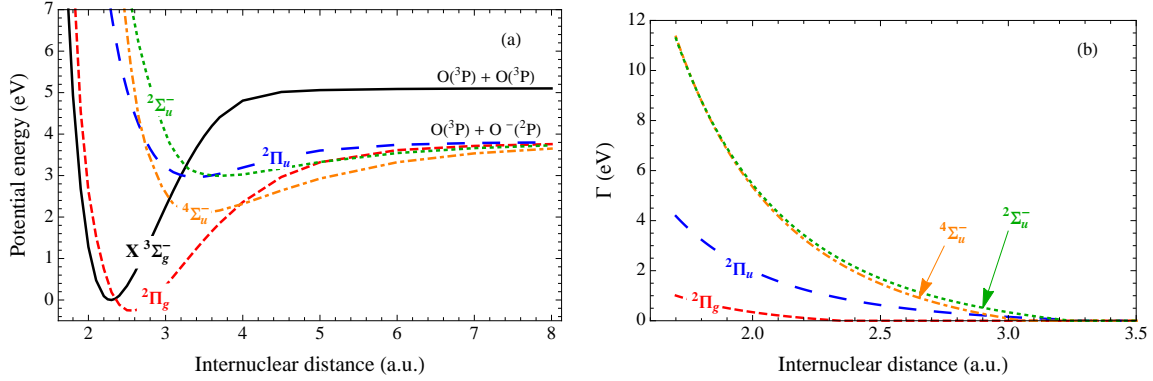 (a)
Potential energy (eV)
7
6
5
4
3
2
1
0
O(³P) + O(³P)
O(³P) + O⁻(²P)
²Σᵤ⁻
²Πᵤ
⁴Σᵤ⁻
X ³Σg⁻
²Πg
2 3 4 5 6 7 8
Internuclear distance (a.u.)
(b)
Γ (eV)
12
10
8
6
4
2
0
²Σᵤ⁻
⁴Σᵤ⁻
²Πᵤ
²Πg
2.0 2.5 3.0 3.5
Internuclear distance (a.u.)